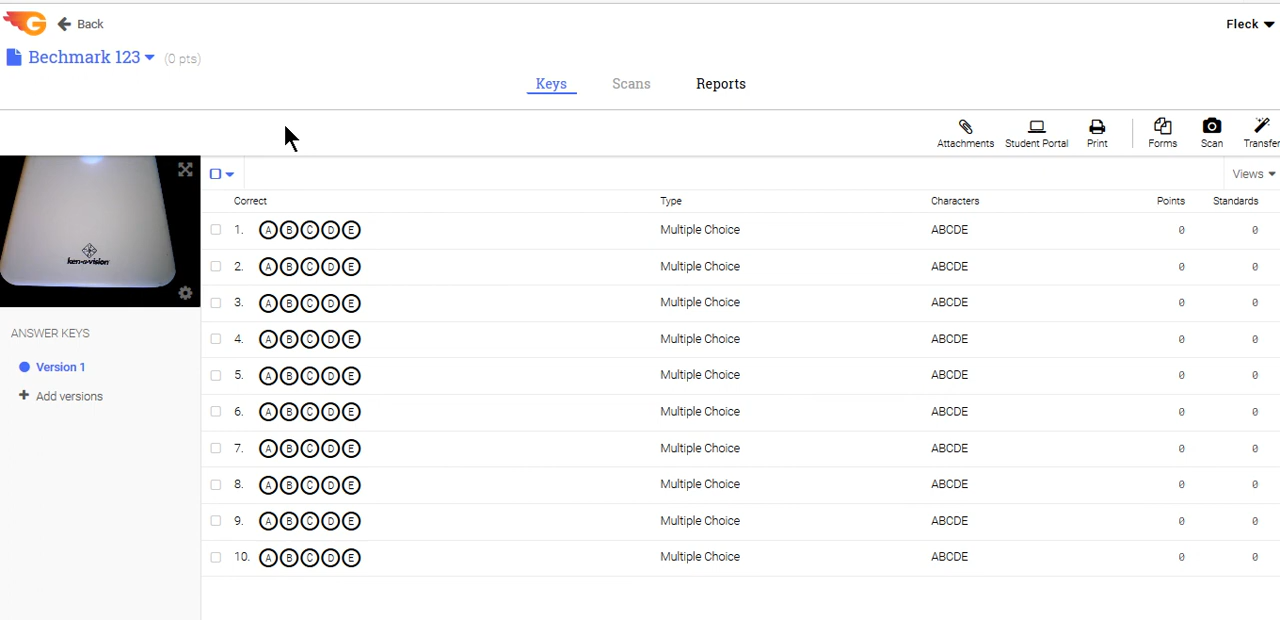 G Back Fleck
Bechmark 123 (0 pts)
Keys Scans Reports
Attachments Student Portal Print Forms Scan Transfer
Views
Correct Type Characters Points Standards
1. A B C D E Multiple Choice ABCDE 0 0
2. A B C D E Multiple Choice ABCDE 0 0
3. A B C D E Multiple Choice ABCDE 0 0
4. A B C D E Multiple Choice ABCDE 0 0
5. A B C D E Multiple Choice ABCDE 0 0
6. A B C D E Multiple Choice ABCDE 0 0
7. A B C D E Multiple Choice ABCDE 0 0
8. A B C D E Multiple Choice ABCDE 0 0
9. A B C D E Multiple Choice ABCDE 0 0
10. A B C D E Multiple Choice ABCDE 0 0
ken-a-vision
ANSWER KEYS
Version 1
+ Add versions